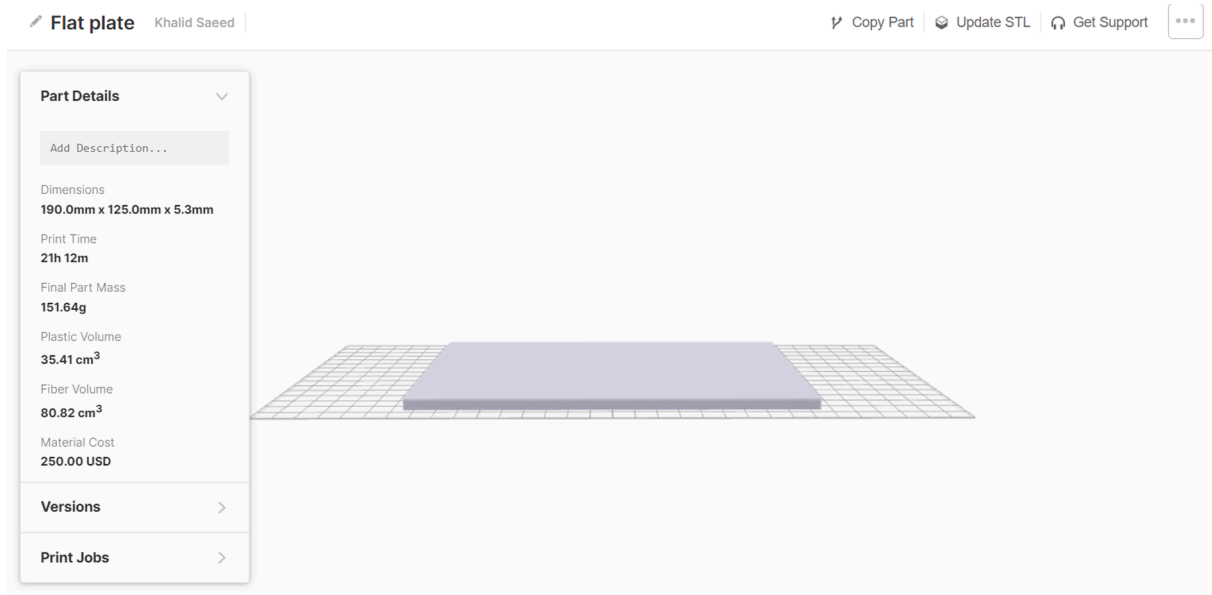 Flat plate Khalid Saeed Copy Part Update STL Get Support
Part Details
Add Description...
Dimensions
190.0mm x 125.0mm x 5.3mm
Print Time
21h 12m
Final Part Mass
151.64g
Plastic Volume
35.41 cm³
Fiber Volume
80.82 cm³
Material Cost
250.00 USD
Versions
Print Jobs